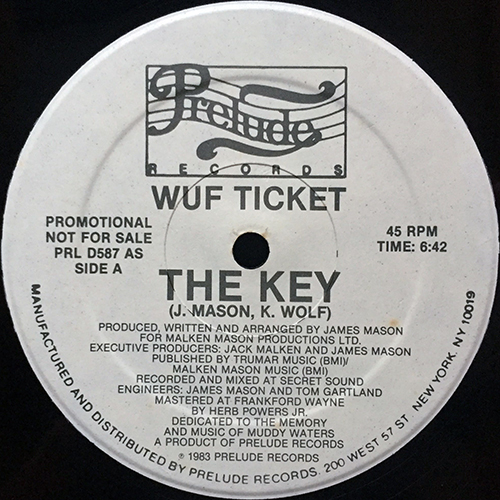 Prelude
RECORDS
WUF TICKET
PROMOTIONAL
NOT FOR SALE
PRL D587 AS
SIDE A
45 RPM
TIME: 6:42
THE KEY
(J. MASON, K. WOLF)
PRODUCED, WRITTEN AND ARRANGED BY JAMES MASON
FOR MALKEN MASON PRODUCTIONS LTD.
EXECUTIVE PRODUCERS: JACK MALKEN AND JAMES MASON
PUBLISHED BY TRUMAR MUSIC (BMI)/
MALKEN MASON MUSIC (BMI)
RECORDED AND MIXED AT SECRET SOUND
ENGINEERS: JAMES MASON AND TOM GARTLAND
MASTERED AT FRANKFORD WAYNE
BY HERB POWERS JR.
DEDICATED TO THE MEMORY
AND MUSIC OF MUDDY WATERS
A PRODUCT OF PRELUDE RECORDS
℗ 1983 PRELUDE RECORDS
MANUFACTURED AND DISTRIBUTED BY PRELUDE RECORDS, 200 WEST 57 ST. NEW YORK, NY 10019